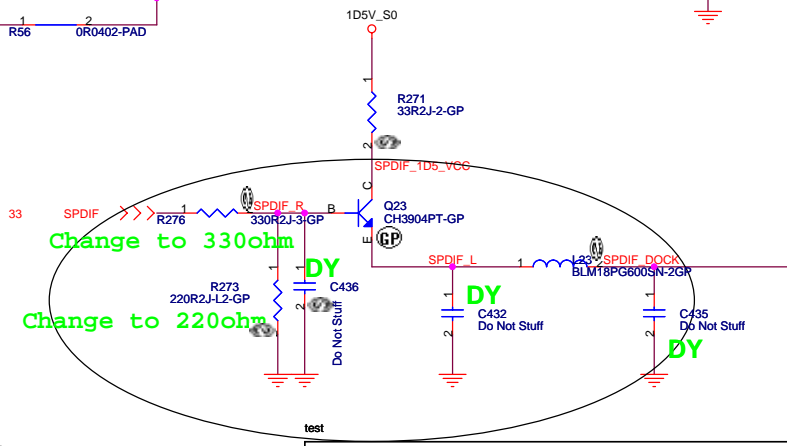 1D5V_S0
1
2
R56
0R0402-PAD
1
R271
33R2J-2-GP
2
SPDIF_1D5_VCC
C
33
SPDIF
1
SPDIF_R
B
Q23
CH3904PT-GP
R276
330R2J-3-GP
E
GP
Change to 330ohm
SPDIF_L
1
L23
2
SPDIF_DOCK
BLM18PG600SN-2GP
1
1
DY
R273
C436
220R2J-L2-GP
2
Do Not Stuff
Change to 220ohm
1
DY
C432
Do Not Stuff
2
1
C435
Do Not Stuff
2
DY
test